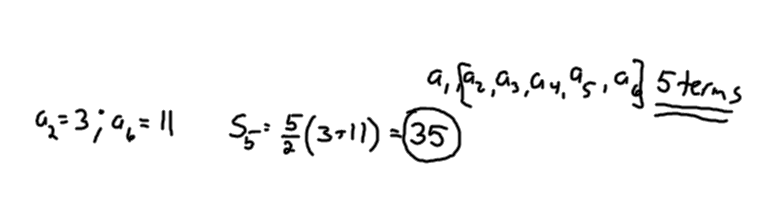 a₁,[a₂,a₃,a₄,a₅,a₆] 5 terms
a₂=3; a₆=11 S₅= 5/2(3+11) = 35